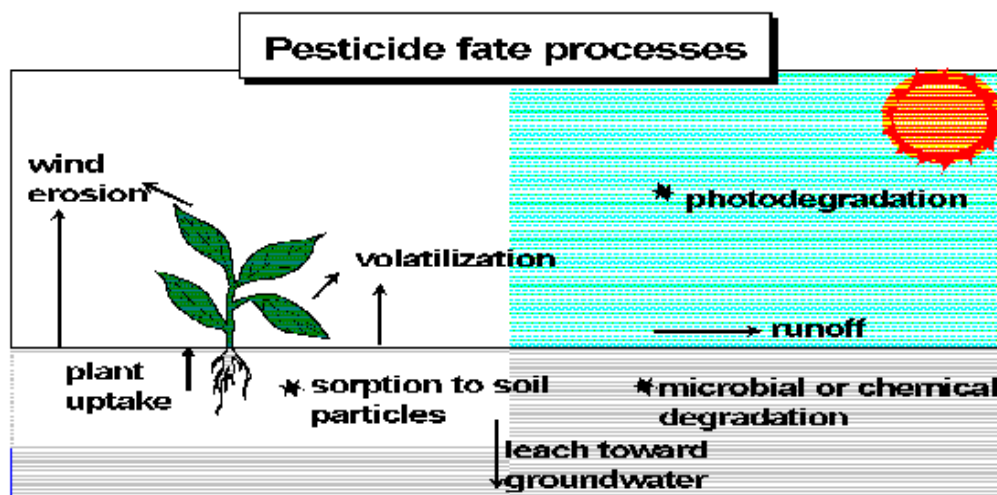 Pesticide fate processes
wind
erosion
photodegradation
volatilization
runoff
plant
uptake
sorption to soil
particles
microbial or chemical
degradation
leach toward
groundwater